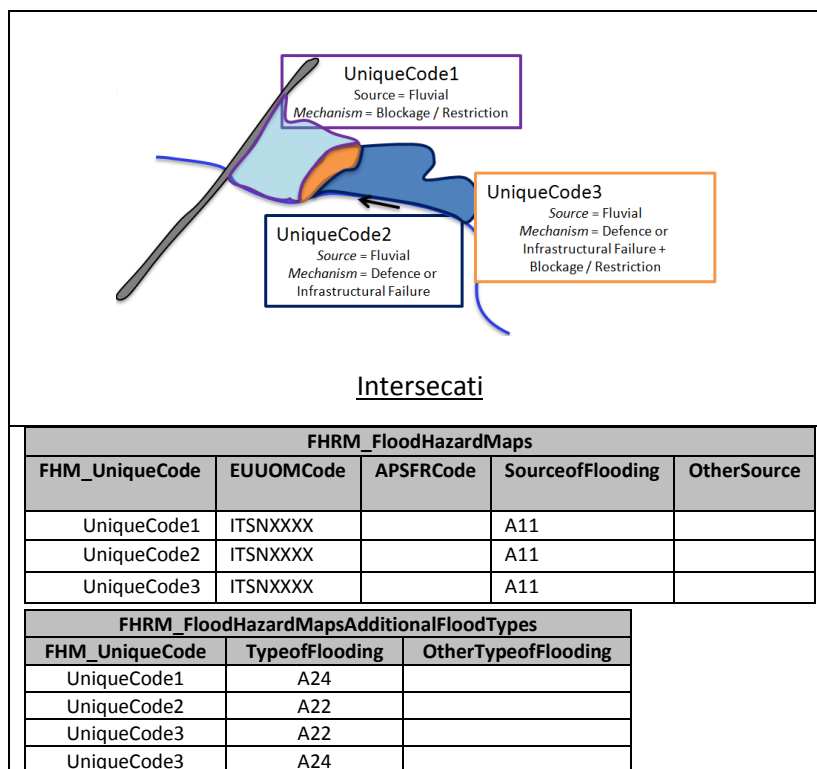 UniqueCode1
Source = Fluvial
Mechanism = Blockage / Restriction
UniqueCode3
Source = Fluvial
Mechanism = Defence or
Infrastructural Failure +
Blockage / Restriction
UniqueCode2
Source = Fluvial
Mechanism = Defence or
Infrastructural Failure
Intersecati
FHRM_FloodHazardMaps
FHM_UniqueCode EUUOMCode APSFRCode SourceofFlooding OtherSource
UniqueCode1 ITSNXXXX A11
UniqueCode2 ITSNXXXX A11
UniqueCode3 ITSNXXXX A11
FHRM_FloodHazardMapsAdditionalFloodTypes
FHM_UniqueCode TypeofFlooding OtherTypeofFlooding
UniqueCode1 A24
UniqueCode2 A22
UniqueCode3 A22
UniqueCode3 A24